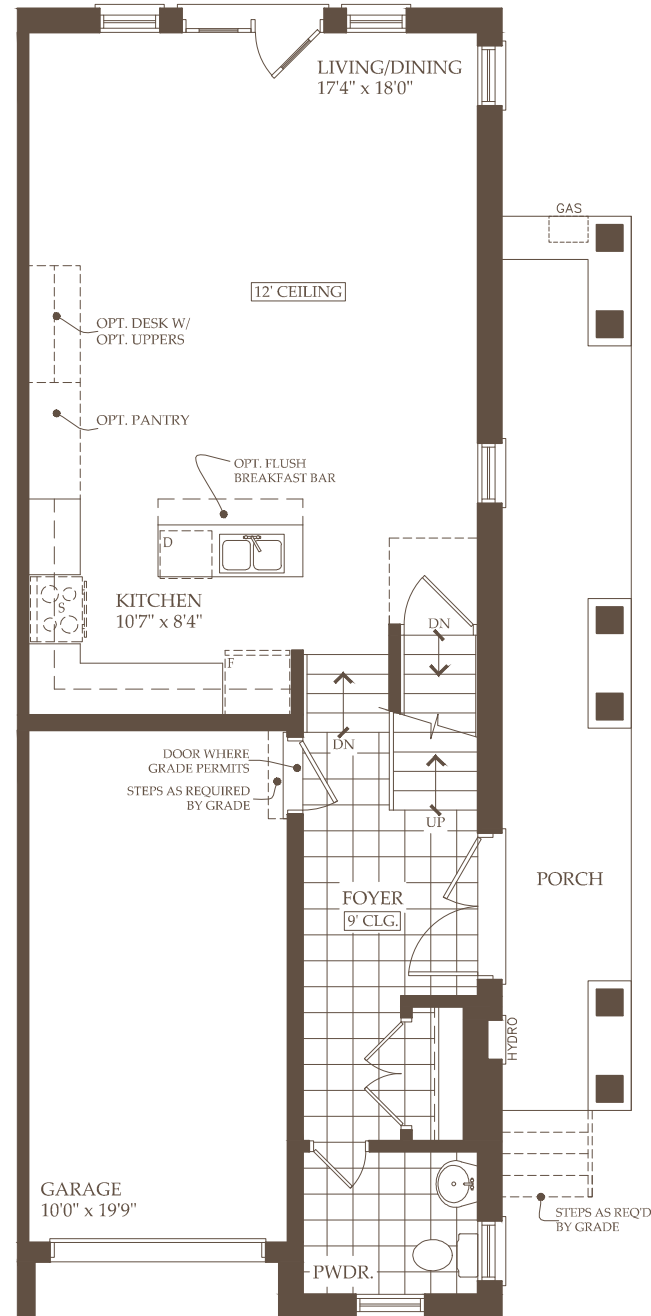 LIVING/DINING
17'4" x 18'0"
GAS
12' CEILING
OPT. DESK W/
OPT. UPPERS
OPT. PANTRY
OPT. FLUSH
BREAKFAST BAR
D
S
KITCHEN
10'7" x 8'4"
DN
F
DN
DOOR WHERE
GRADE PERMITS
STEPS AS REQUIRED
BY GRADE
UP
PORCH
FOYER
9' CLG.
HYDRO
GARAGE
10'0" x 19'9"
STEPS AS REQ'D
BY GRADE
PWDR.